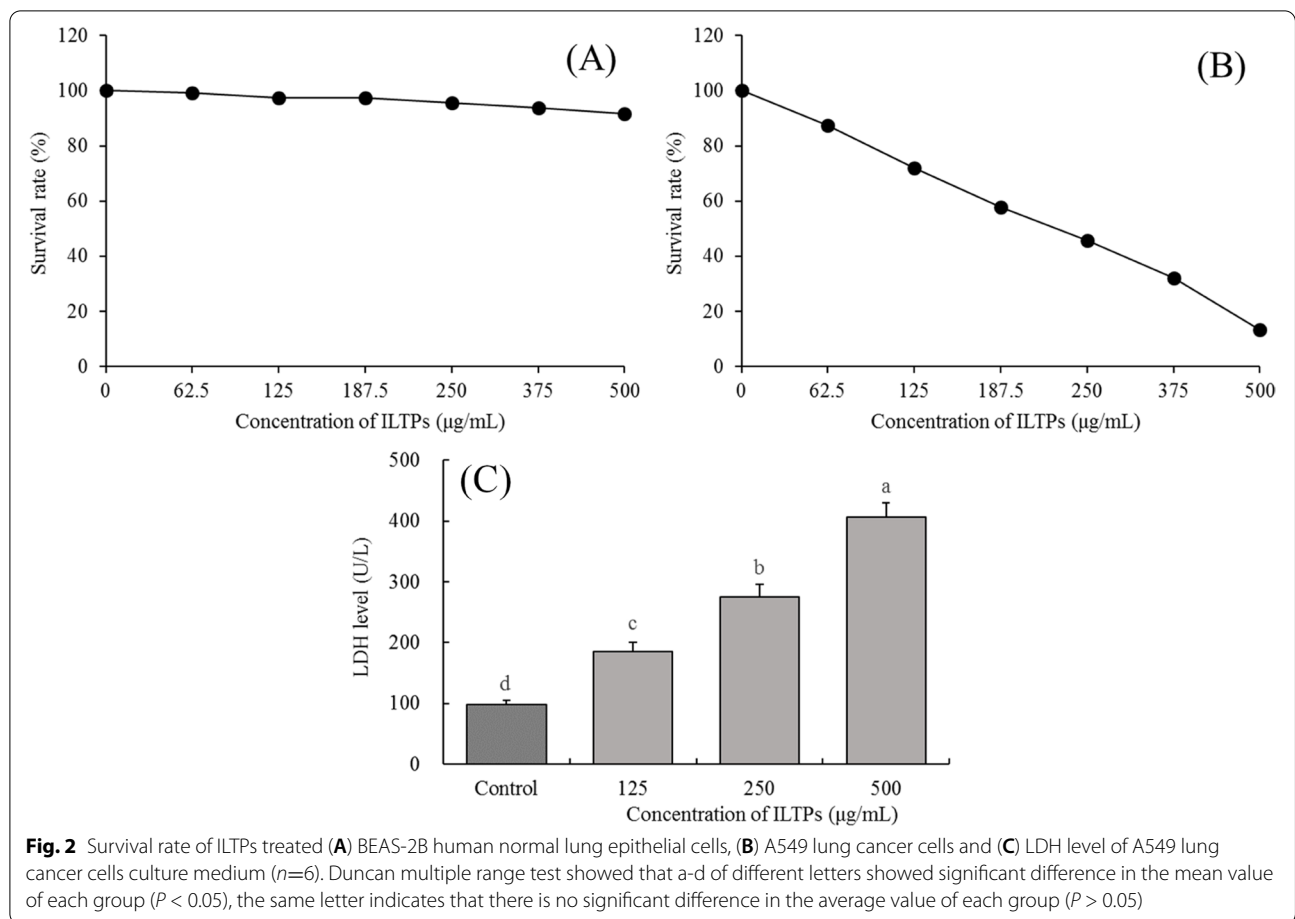 120
100
80
60
40
20
0
Survival rate (%)
(A)
0 62.5 125 187.5 250 375 500
Concentration of ILTPs (µg/mL)
120
100
80
60
40
20
0
Survival rate (%)
(B)
0 62.5 125 187.5 250 375 500
Concentration of ILTPs (µg/mL)
500
400
300
200
100
0
LDH level (U/L)
(C)
d
c
b
a
Control 125 250 500
Concentration of ILTPs (µg/mL)
Fig. 2 Survival rate of ILTPs treated (A) BEAS-2B human normal lung epithelial cells, (B) A549 lung cancer cells and (C) LDH level of A549 lung
cancer cells culture medium (n=6). Duncan multiple range test showed that a-d of different letters showed significant difference in the mean value
of each group (P < 0.05), the same letter indicates that there is no significant difference in the average value of each group (P > 0.05)